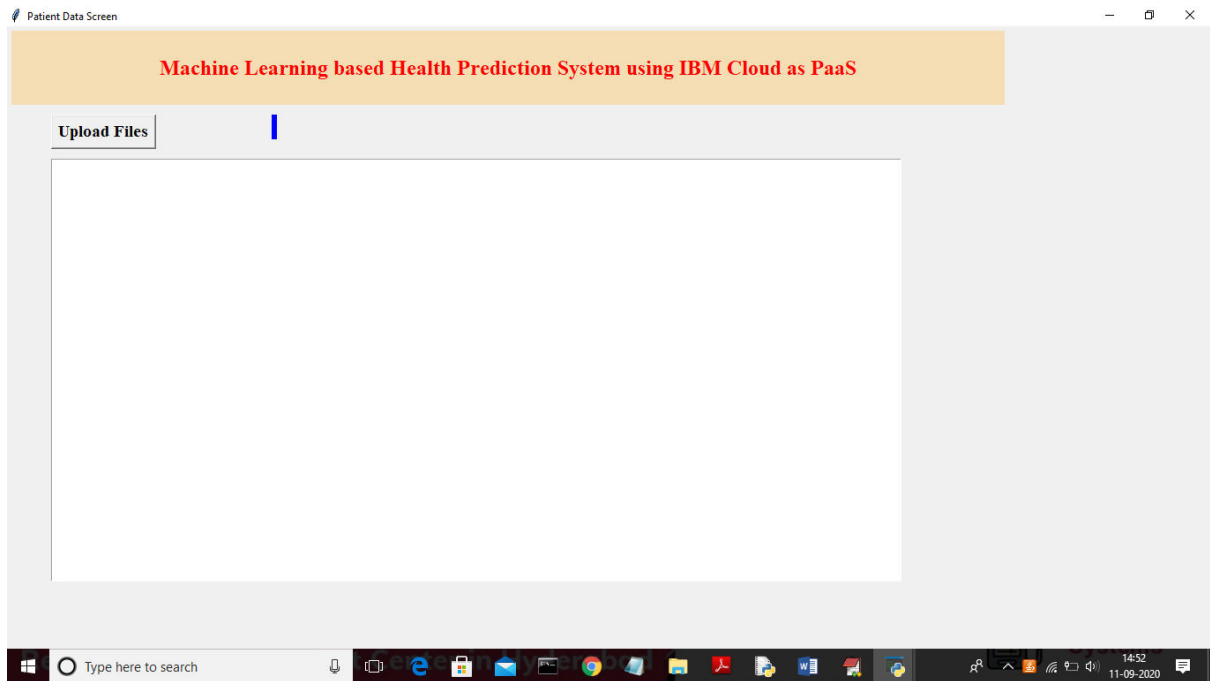 Patient Data Screen
Machine Learning based Health Prediction System using IBM Cloud as PaaS
Upload Files
Type here to search
14:52
11-09-2020